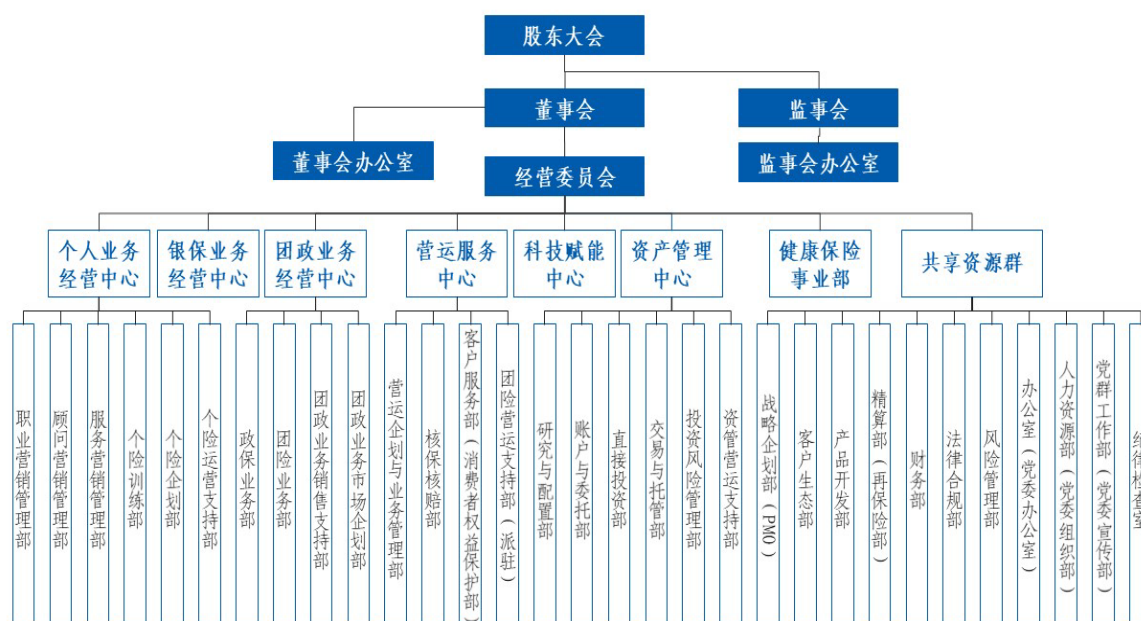 股东大会
董事会
监事会
董事会办公室
监事会办公室
经营委员会
个人业务
经营中心
银保业务
经营中心
团政业务
经营中心
营运服务
中心
科技赋能
中心
资产管理
中心
健康保险
事业部
共享资源群
职业营销管理部
顾问营销管理部
服务营销管理部
个险训练部
个险企划部
个险运营支持部
政保业务部
团险业务部
团政业务销售支持部
团政业务市场企划部
营运企划与业务管理部
核保核赔部
客户服务部（消费者权益保护部）
团险营运支持部（派驻）
研究与配置部
账户与委托部
直接投资部
交易与托管部
投资风险管理部
资管营运支持部
战略企划部（PMO）
客户生态部
产品开发部
精算部（再保险部）
财务部
法律合规部
风险管理部
办公室（党委办公室）
人力资源部（党委组织部）
党群工作部（党委宣传部）
纪律检查室